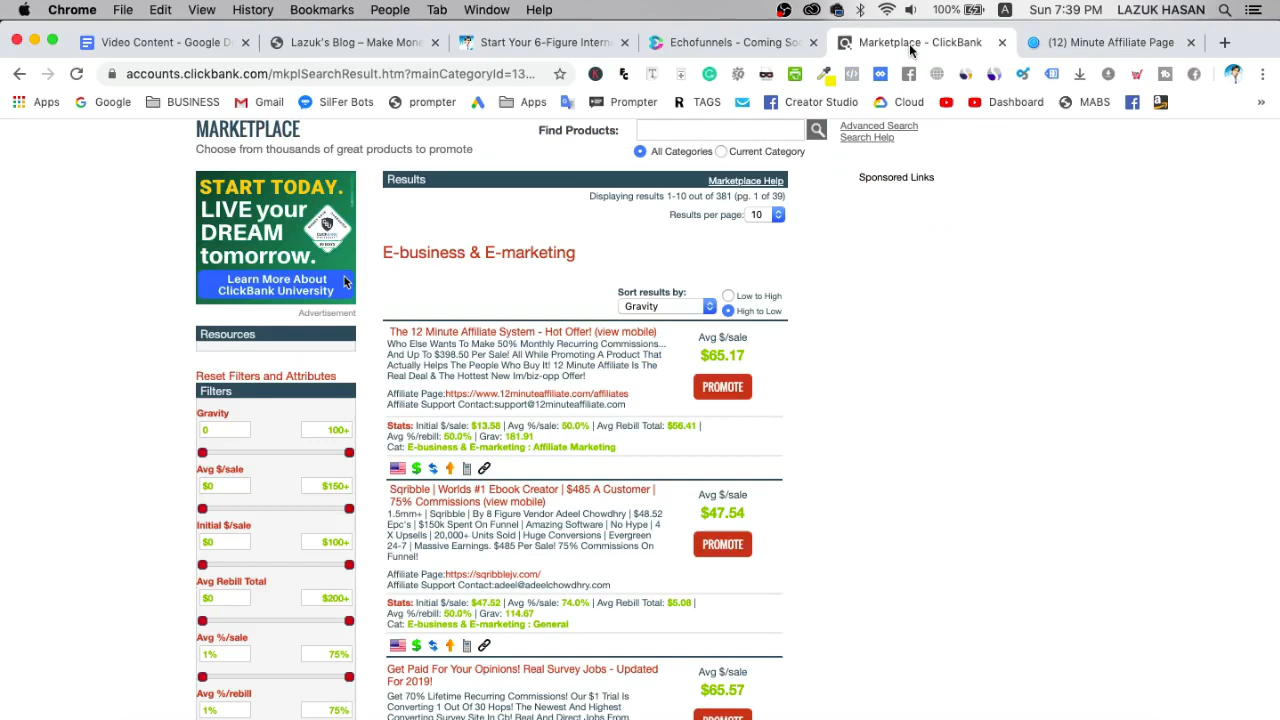 Chrome File Edit View History Bookmarks People Tab Window Help 100% A Sun 7:39 PM LAZUK HASAN
Video Content - Google D × Lazuk's Blog – Make Mone × Start Your 6-Figure Intern × Echofunnels - Coming So × Marketplace - ClickBank × (12) Minute Affiliate Page × +
accounts.clickbank.com/mkplSearchResult.htm?mainCategoryId=13...
Apps Google BUSINESS Gmail SilFer Bots prompter Apps Prompter R TAGS Creator Studio Cloud Dashboard MABS »
MARKETPLACE
Choose from thousands of great products to promote
Find Products:
Advanced Search
Search Help
All Categories Current Category
Sponsored Links
START TODAY.
LIVE your
DREAM
tomorrow.
Learn More About
ClickBank University
Advertisement
Resources
Reset Filters and Attributes
Filters
Gravity
0 100+
Avg $/sale
$0 $150+
Initial $/sale
$0 $100+
Avg Rebill Total
$0 $200+
Avg %/sale
1% 75%
Avg %/rebill
1% 75%
Results Marketplace Help
Displaying results 1-10 out of 381 (pg. 1 of 39)
Results per page: 10
E-business & E-marketing
Sort results by:
Gravity
Low to High
High to Low
The 12 Minute Affiliate System - Hot Offer! (view mobile)
Who Else Wants To Make 50% Monthly Recurring Commissions...
And Up To $398.50 Per Sale! All While Promoting A Product That
Actually Helps The People Who Buy It! 12 Minute Affiliate Is The
Real Deal & The Hottest New Im/biz-opp Offer!
Avg $/sale
$65.17
PROMOTE
Affiliate Page:https://www.12minuteaffiliate.com/affiliates
Affiliate Support Contact:support@12minuteaffiliate.com
Stats: Initial $/sale: $13.58 | Avg %/sale: 50.0% | Avg Rebill Total: $56.41 |
Avg %/rebill: 50.0% | Grav: 181.91
Cat: E-business & E-marketing : Affiliate Marketing
Sqribble | Worlds #1 Ebook Creator | $485 A Customer |
75% Commissions (view mobile)
1.5mm+ | Sqribble | By 8 Figure Vendor Adeel Chowdhry | $48.52
Epc's | $150k Spent On Funnel | Amazing Software | No Hype | 4
X Upsells | 20,000+ Units Sold | Huge Conversions | Evergreen
24-7 | Massive Earnings. $485 Per Sale! 75% Commissions On
Funnel!
Avg $/sale
$47.54
PROMOTE
Affiliate Page:https://sqribblejv.com/
Affiliate Support Contact:adeel@adeelchowdhry.com
Stats: Initial $/sale: $47.52 | Avg %/sale: 74.0% | Avg Rebill Total: $5.08 |
Avg %/rebill: 50.0% | Grav: 114.67
Cat: E-business & E-marketing : General
Get Paid For Your Opinions! Real Survey Jobs - Updated
For 2019!
Get 70% Lifetime Recurring Commissions! Our $1 Trial Is
Converting 1 Out Of 30 Hops! The Newest And Highest
Converting Survey Site In Cb! Real And Direct Jobs From
Avg $/sale
$65.57
PROMOTE